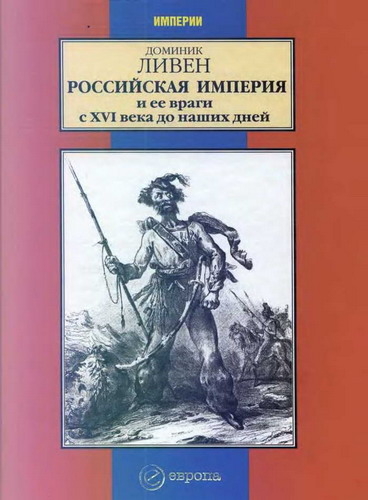 ИМПЕРИИ
ДОМИНИК
ЛИВЕН
РОССИЙСКАЯ ИМПЕРИЯ
и ее враги
с XVI века до наших дней
европа